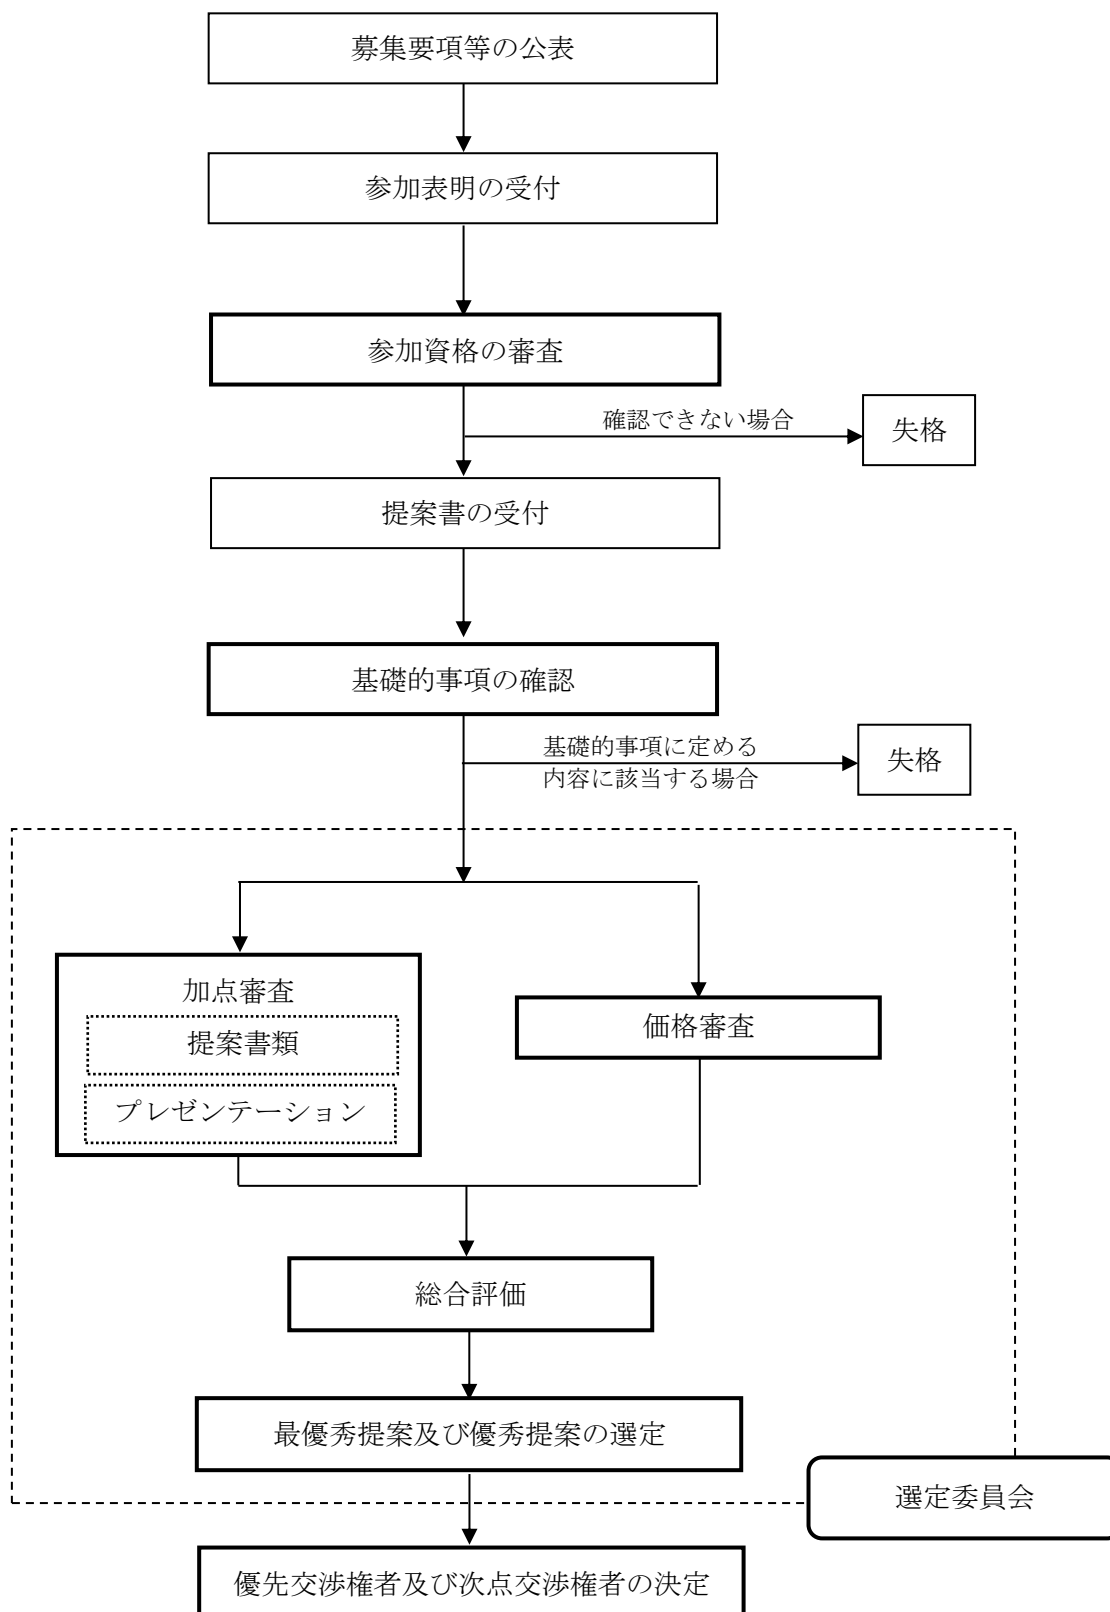 募集要項等の公表
参加表明の受付
参加資格の審査
確認できない場合
失格
提案書の受付
基礎的事項の確認
基礎的事項に定める
内容に該当する場合
失格
加点審査
提案書類
プレゼンテーション
価格審査
総合評価
最優秀提案及び優秀提案の選定
選定委員会
優先交渉権者及び次点交渉権者の決定